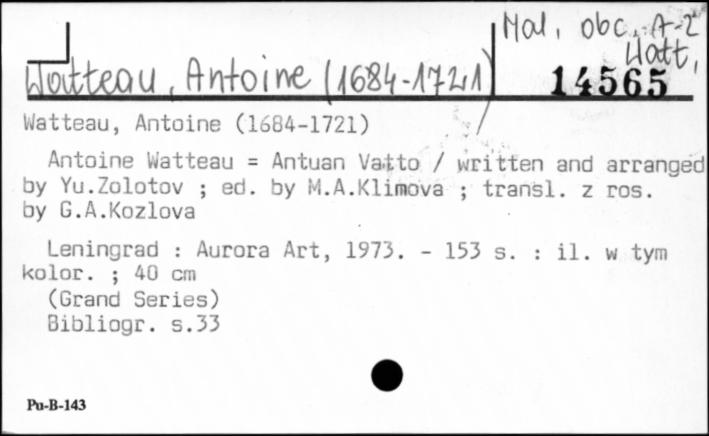 Mal. obc. A-Z
Watt.
Watteau, Antoine (1684-1721)
14565
Watteau, Antoine (1684-1721)
Antoine Watteau = Antuan Vatto / written and arranged
by Yu.Zolotov ; ed. by M.A.Klimova ; transl. z ros.
by G.A.Kozlova
Leningrad : Aurora Art, 1973. - 153 s. : il. w tym
kolor. ; 40 cm
(Grand Series)
Bibliogr. s.33
Pu-B-143